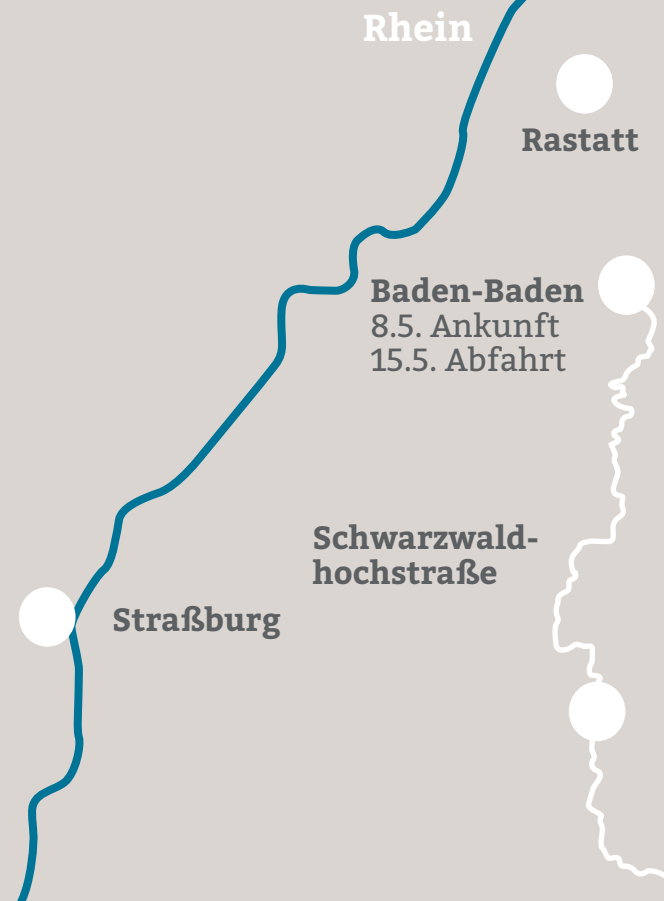 Rhein
Rastatt
Baden-Baden
8.5. Ankunft
15.5. Abfahrt
Schwarzwald-
hochstraße
Straßburg